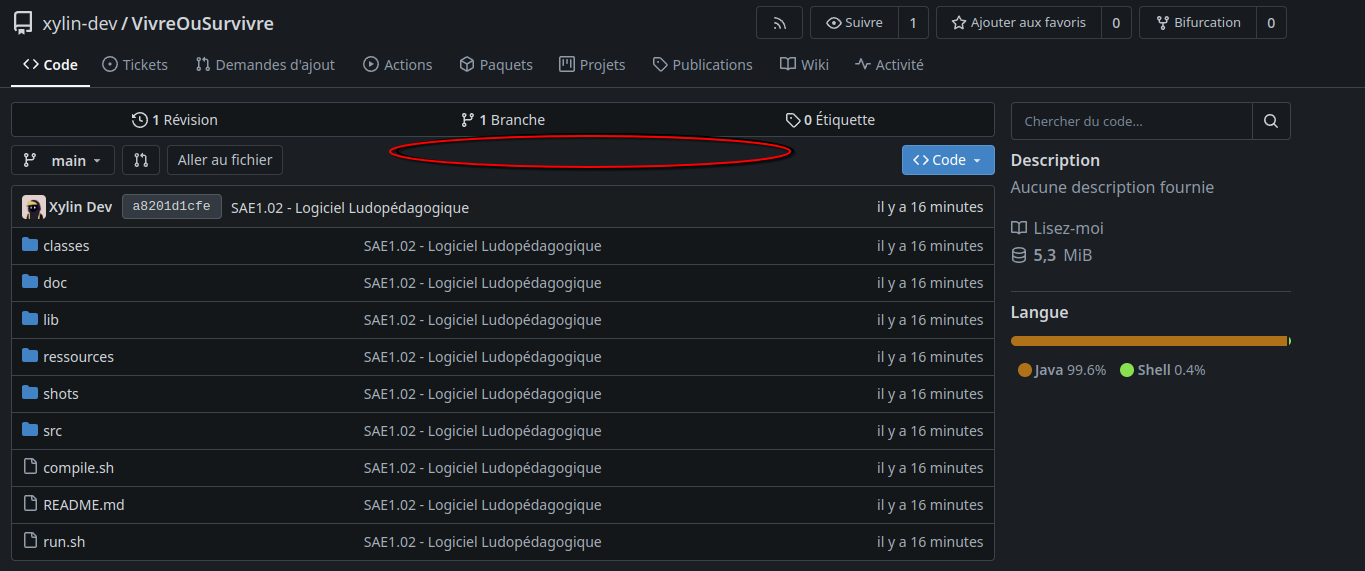 xylin-dev / VivreOuSurvivre
Suivre 1
Ajouter aux favoris 0
Bifurcation 0
Code Tickets Demandes d'ajout Actions Paquets Projets Publications Wiki Activité
1 Révision 1 Branche 0 Étiquette
Chercher du code...
main Aller au fichier Code
Description
Aucune description fournie
Xylin Dev a8201d1cfe SAE1.02 - Logiciel Ludopédagogique il y a 16 minutes
classes SAE1.02 - Logiciel Ludopédagogique il y a 16 minutes
doc SAE1.02 - Logiciel Ludopédagogique il y a 16 minutes
lib SAE1.02 - Logiciel Ludopédagogique il y a 16 minutes
ressources SAE1.02 - Logiciel Ludopédagogique il y a 16 minutes
shots SAE1.02 - Logiciel Ludopédagogique il y a 16 minutes
src SAE1.02 - Logiciel Ludopédagogique il y a 16 minutes
compile.sh SAE1.02 - Logiciel Ludopédagogique il y a 16 minutes
README.md SAE1.02 - Logiciel Ludopédagogique il y a 16 minutes
run.sh SAE1.02 - Logiciel Ludopédagogique il y a 16 minutes
Lisez-moi
5,3 MiB
Langue
Java 99.6% Shell 0.4%